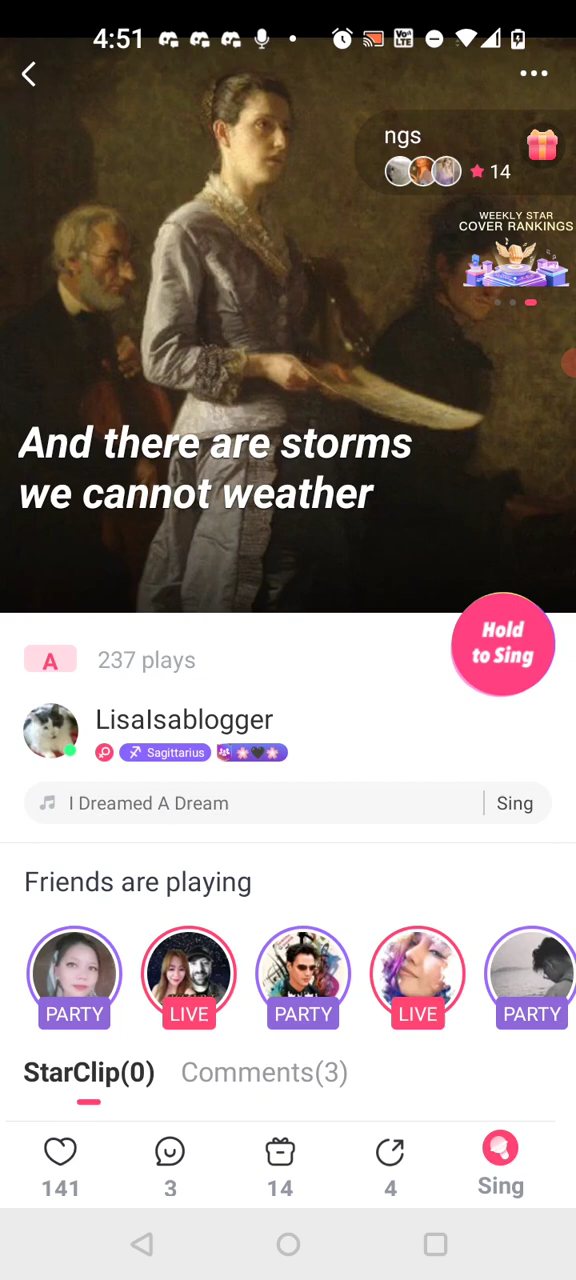 4:51
VoLTE
ngs
14
WEEKLY STAR
COVER RANKINGS
And there are storms
we cannot weather
Hold
to Sing
A 237 plays
LisaIsablogger
Sagittarius
I Dreamed A Dream Sing
Friends are playing
PARTY LIVE PARTY LIVE PARTY
StarClip(0) Comments(3)
141 3 14 4 Sing